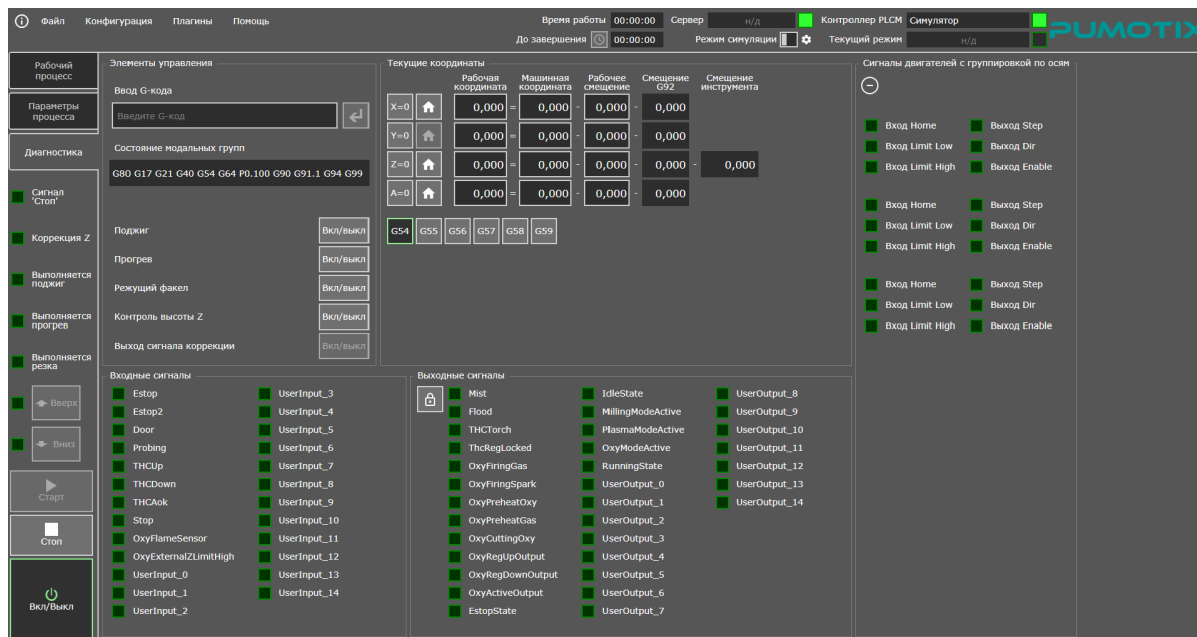 Файл Конфигурация Плагины Помощь
Время работы 00:00:00 Сервер н/д Контроллер PLCM Симулятор
До завершения 00:00:00 Режим симуляции Текущий режим н/д
PUMOTIX
Рабочий
процесс
Параметры
процесса
Диагностика
Сигнал
'Стоп'
Коррекция Z
Выполняется
поджиг
Выполняется
прогрев
Выполняется
резка
Вверх
Вниз
Старт
Стоп
Вкл/Выкл
Элементы управления
Ввод G-кода
Введите G-код
Состояние модальных групп
G80 G17 G21 G40 G54 G64 P0.100 G90 G91.1 G94 G99
Поджиг Вкл/выкл
Прогрев Вкл/выкл
Режущий факел Вкл/выкл
Контроль высоты Z Вкл/выкл
Выход сигнала коррекции Вкл/выкл
Текущие координаты
Рабочая координата Машинная координата Рабочее смещение Смещение G92 Смещение инструмента
X=0 0,000 = 0,000 - 0,000 - 0,000
Y=0 0,000 = 0,000 - 0,000 - 0,000
Z=0 0,000 = 0,000 - 0,000 - 0,000 - 0,000
A=0 0,000 = 0,000 - 0,000 - 0,000
G54 G55 G56 G57 G58 G59
Сигналы двигателей с группировкой по осям
Вход Home Выход Step
Вход Limit Low Выход Dir
Вход Limit High Выход Enable
Вход Home Выход Step
Вход Limit Low Выход Dir
Вход Limit High Выход Enable
Вход Home Выход Step
Вход Limit Low Выход Dir
Вход Limit High Выход Enable
Входные сигналы
Estop UserInput_3
Estop2 UserInput_4
Door UserInput_5
Probing UserInput_6
THCUp UserInput_7
THCDown UserInput_8
THCAok UserInput_9
Stop UserInput_10
OxyFlameSensor UserInput_11
OxyExternalZLimitHigh UserInput_12
UserInput_0 UserInput_13
UserInput_1 UserInput_14
UserInput_2
Выходные сигналы
Mist IdleState UserOutput_8
Flood MillingModeActive UserOutput_9
THCTorch PlasmaModeActive UserOutput_10
ThcRegLocked OxyModeActive UserOutput_11
OxyFiringGas RunningState UserOutput_12
OxyFiringSpark UserOutput_0 UserOutput_13
OxyPreheatOxy UserOutput_1 UserOutput_14
OxyPreheatGas UserOutput_2
OxyCuttingOxy UserOutput_3
OxyRegUpOutput UserOutput_4
OxyRegDownOutput UserOutput_5
OxyActiveOutput UserOutput_6
EstopState UserOutput_7